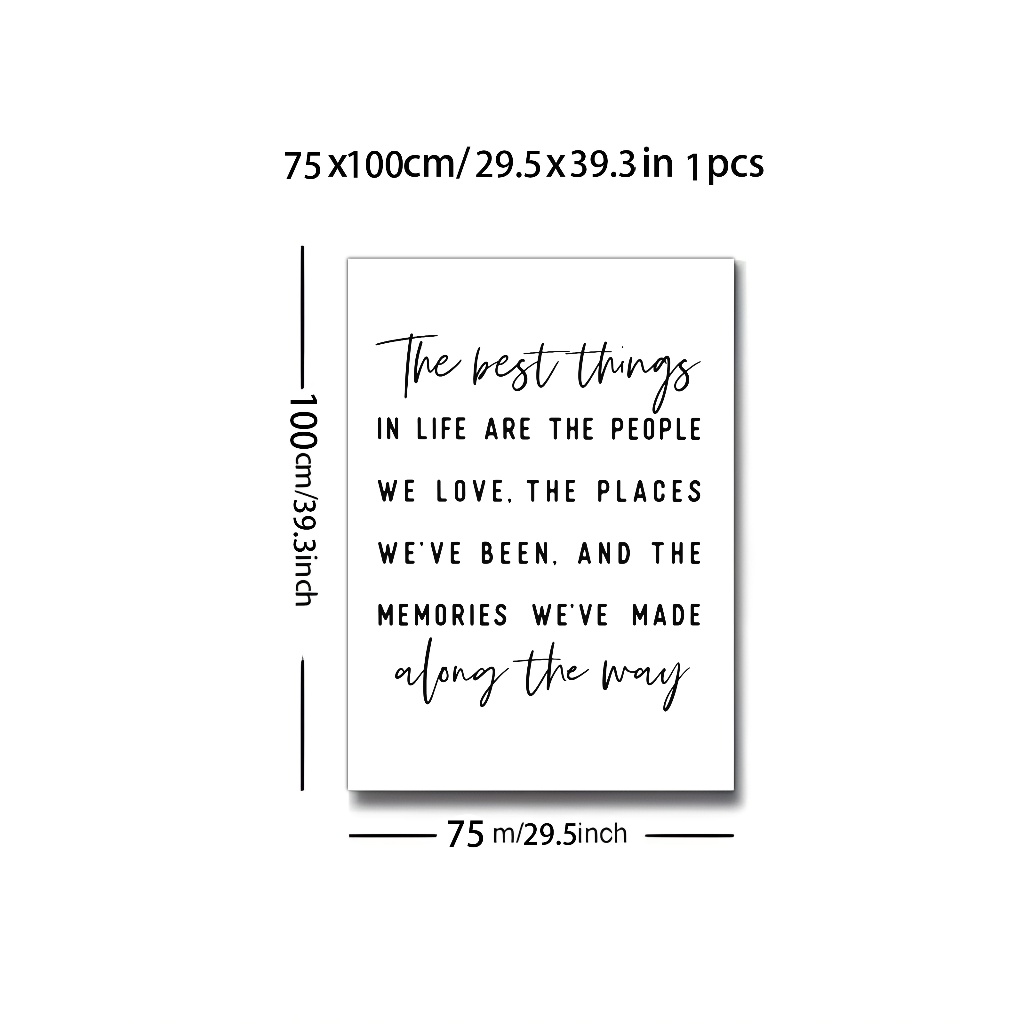 75x100cm/29.5x39.3in 1pcs
100cm/39.3inch
The best things
IN LIFE ARE THE PEOPLE
WE LOVE, THE PLACES
WE'VE BEEN, AND THE
MEMORIES WE'VE MADE
along the way
75 m/29.5inch